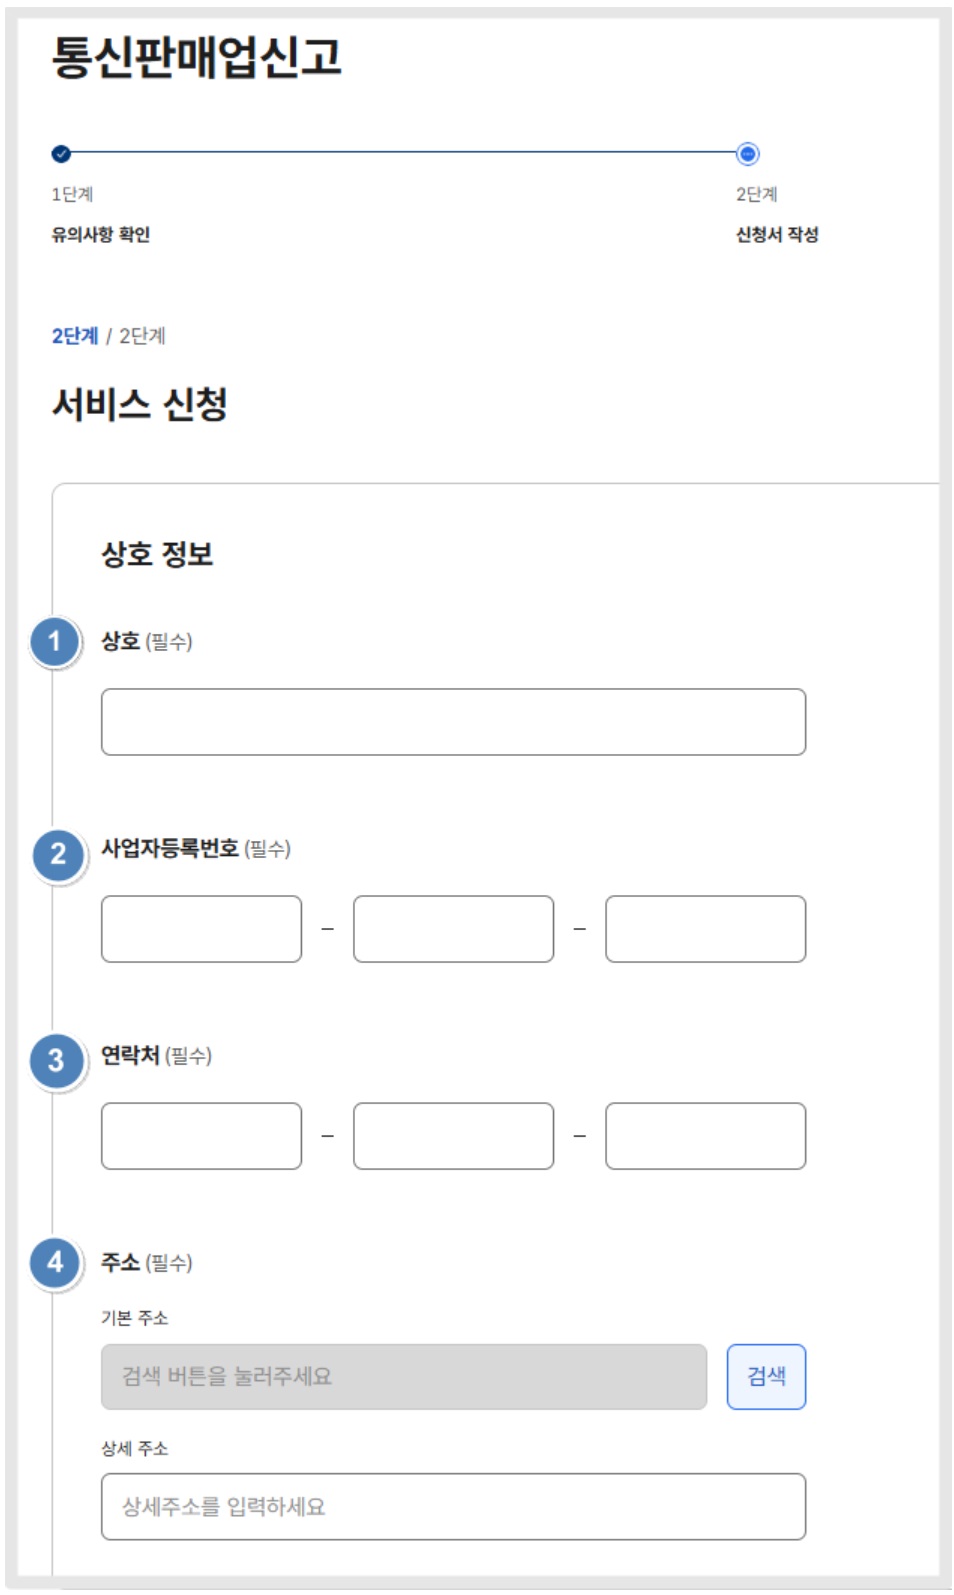 통신판매업신고
1단계
2단계
유의사항 확인
신청서 작성
2단계 / 2단계
서비스 신청
상호 정보
1 상호 (필수)
2 사업자등록번호 (필수)
– –
3 연락처 (필수)
– –
4 주소 (필수)
기본 주소
검색 버튼을 눌러주세요 검색
상세 주소
상세주소를 입력하세요